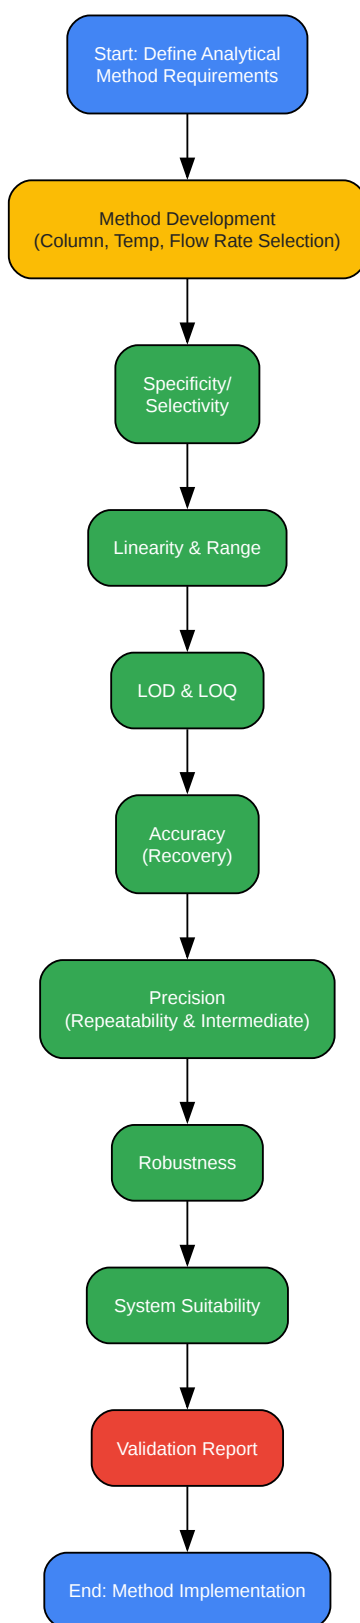 Start: Define Analytical
Method Requirements
Method Development
(Column, Temp, Flow Rate Selection)
Specificity/
Selectivity
Linearity & Range
LOD & LOQ
Accuracy
(Recovery)
Precision
(Repeatability & Intermediate)
Robustness
System Suitability
Validation Report
End: Method Implementation